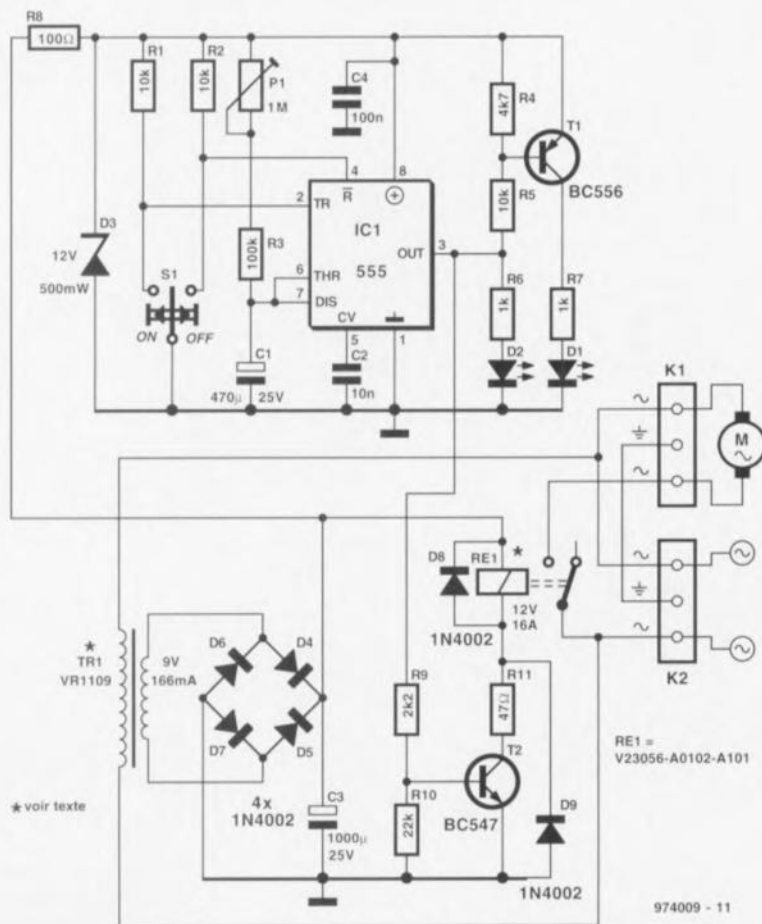 R8
100Ω
R1
10k
R2
10k
P1
1M
C4
100n
R4
4k7
T1
BC556
4
8
R
2
TR
IC1
555
R5
10k
3
OUT
D3
12V
500mW
S1
ON
OFF
R3
100k
6
THR
7
DIS
CV
5
1
R6
1k
R7
1k
C1
470µ
25V
C2
10n
D2
D1
K1
M
D8
RE1
*
12V
16A
1N4002
K2
*
TR1
VR1109
9V
166mA
D6
D4
D7
D5
4x
1N4002
R9
2k2
R11
47Ω
T2
BC547
RE1 =
V23056-A0102-A101
* voir texte
C3
1000µ
25V
R10
22k
D9
1N4002
974009 - 11